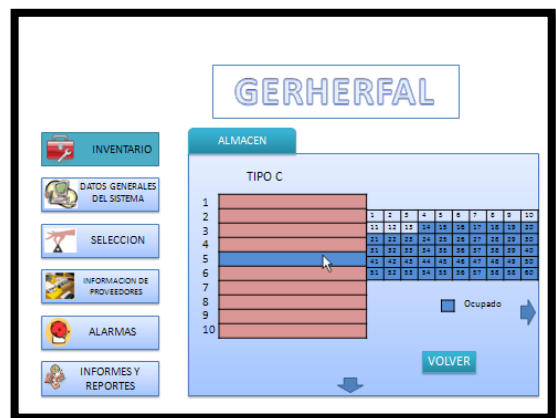 GERHERFAL
INVENTARIO
DATOS GENERALES
DEL SISTEMA
SELECCION
INFORMACION DE
PROVEEDORES
ALARMAS
INFORMES Y
REPORTES
ALMACEN
TIPO C
1
2
3
4
5
6
7
8
9
10
1 2 3 4 5 6 7 8 9 10
11 12 13 14 15 16 17 18 19 20
21 22 23 24 25 26 27 28 29 30
31 32 33 34 35 36 37 38 39 40
41 42 43 44 45 46 47 48 49 50
51 52 53 54 55 56 57 58 59 60
Ocupado
VOLVER